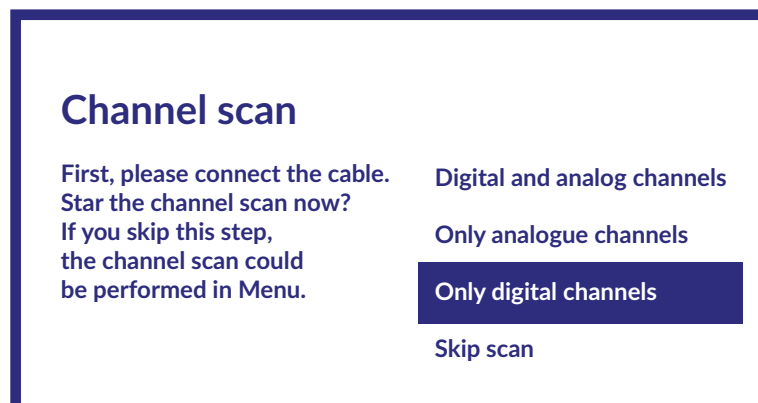 Channel scan
First, please connect the cable.
Star the channel scan now?
If you skip this step,
the channel scan could
be performed in Menu.
Digital and analog channels
Only analogue channels
Only digital channels
Skip scan